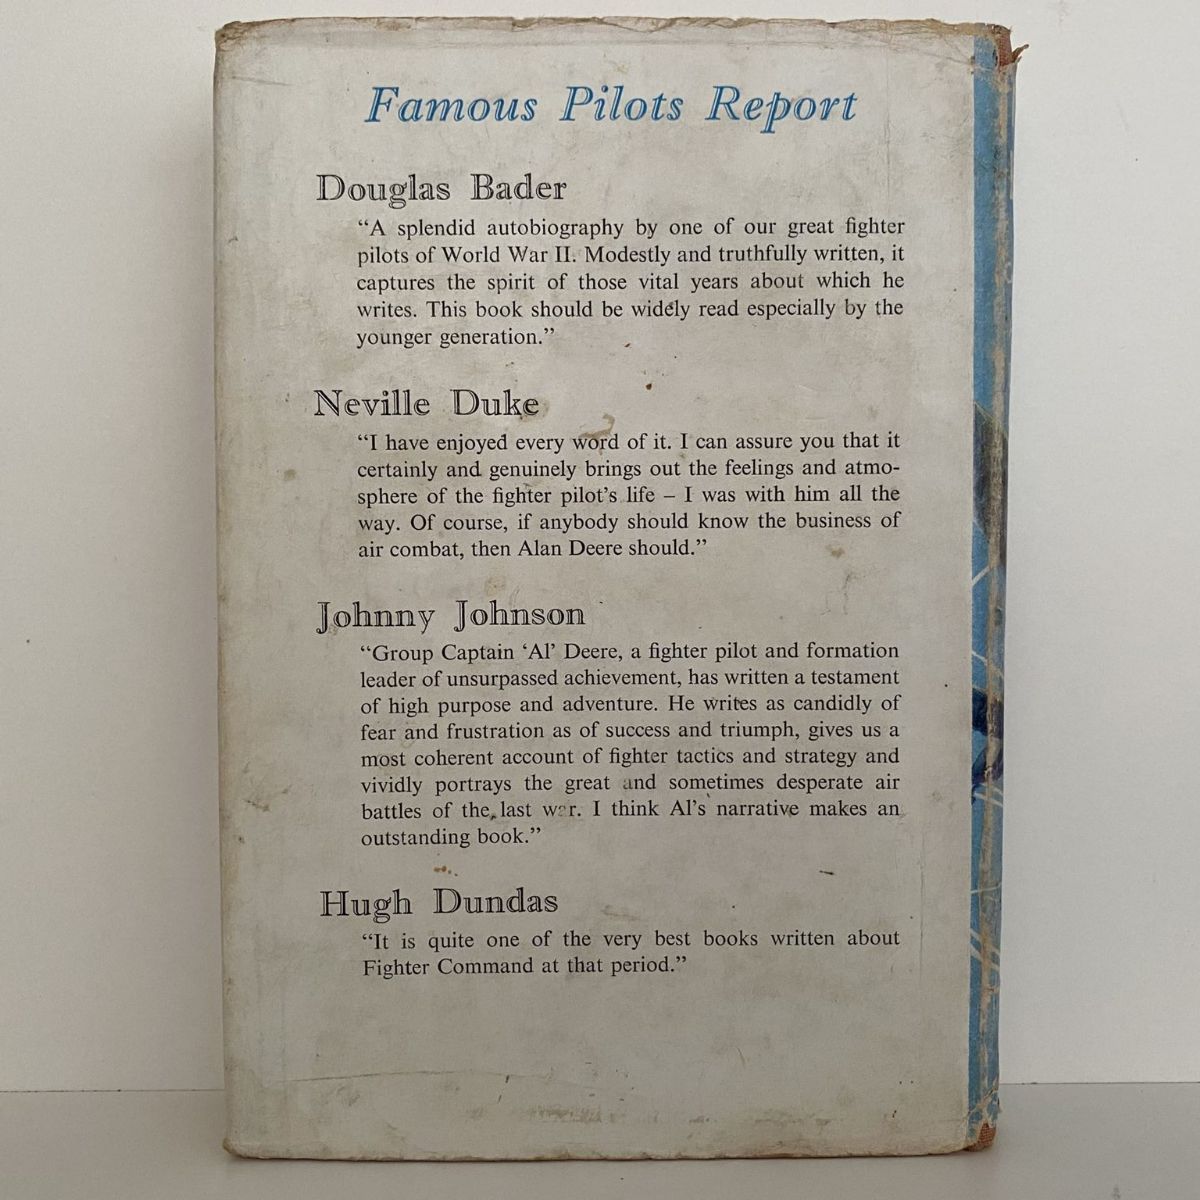 Famous Pilots Report
Douglas Bader
“A splendid autobiography by one of our great fighter
pilots of World War II. Modestly and truthfully written, it
captures the spirit of those vital years about which he
writes. This book should be widely read especially by the
younger generation.”
Neville Duke
“I have enjoyed every word of it. I can assure you that it
certainly and genuinely brings out the feelings and atmo-
sphere of the fighter pilot’s life – I was with him all the
way. Of course, if anybody should know the business of
air combat, then Alan Deere should.”
Johnny Johnson
“Group Captain ‘Al’ Deere, a fighter pilot and formation
leader of unsurpassed achievement, has written a testament
of high purpose and adventure. He writes as candidly of
fear and frustration as of success and triumph, gives us a
most coherent account of fighter tactics and strategy and
vividly portrays the great and sometimes desperate air
battles of the last war. I think Al’s narrative makes an
outstanding book.”
Hugh Dundas
“It is quite one of the very best books written about
Fighter Command at that period.”